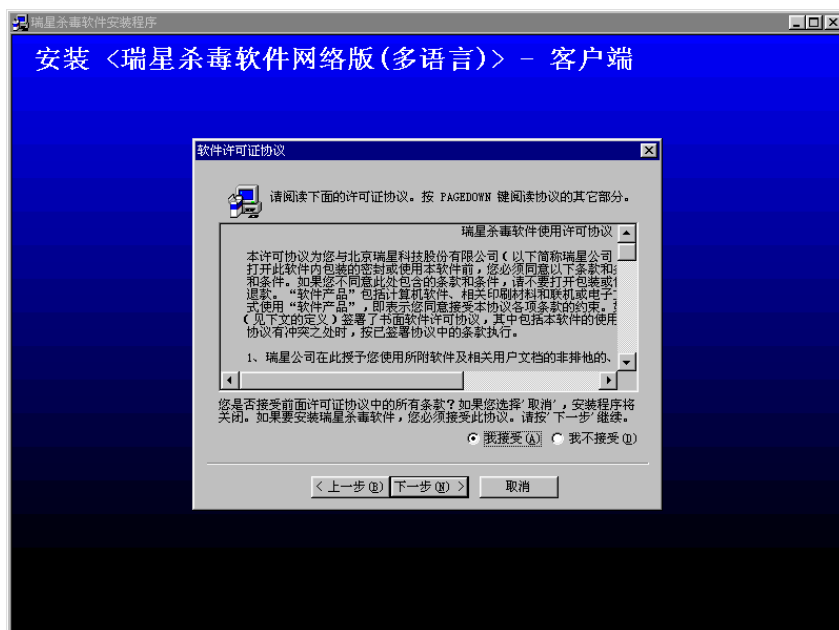 瑞星杀毒软件安装程序
安装 <瑞星杀毒软件网络版(多语言)> - 客户端
软件许可证协议
请阅读下面的许可证协议。按 PAGEDOWN 键阅读协议的其它部分。
瑞星杀毒软件使用许可协议
本许可协议为您与北京瑞星科技股份有限公司(以下简称瑞星公司
打开此软件内包装的密封或使用本软件前,您必须同意以下条款和
和条件。如果您不同意此处包含的条款和条件,请不要打开包装或
退款。“软件产品”包括计算机软件、相关印刷材料和联机或电子
式使用“软件产品”,即表示您同意接受本协议各项条款的约束。
(见下文的定义)签署了书面软件许可协议,其中包括本软件的使用
协议有冲突之处时,按已签署协议中的条款执行。
1、瑞星公司在此授予您使用所附软件及相关用户文档的非排他的、
您是否接受前面许可证协议中的所有条款?如果您选择'取消',安装程序将
关闭。如果要安装瑞星杀毒软件,您必须接受此协议。请按'下一步'继续。
我接受(A) 我不接受(D)
< 上一步(B) 下一步(N) > 取消